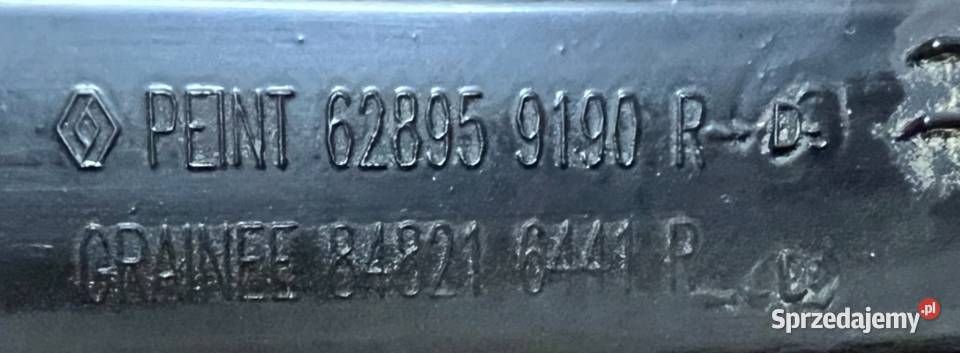 PEINT 62895 9190 R--D
GRAINEE 84821 6441 R
Sprzedajemy.pl